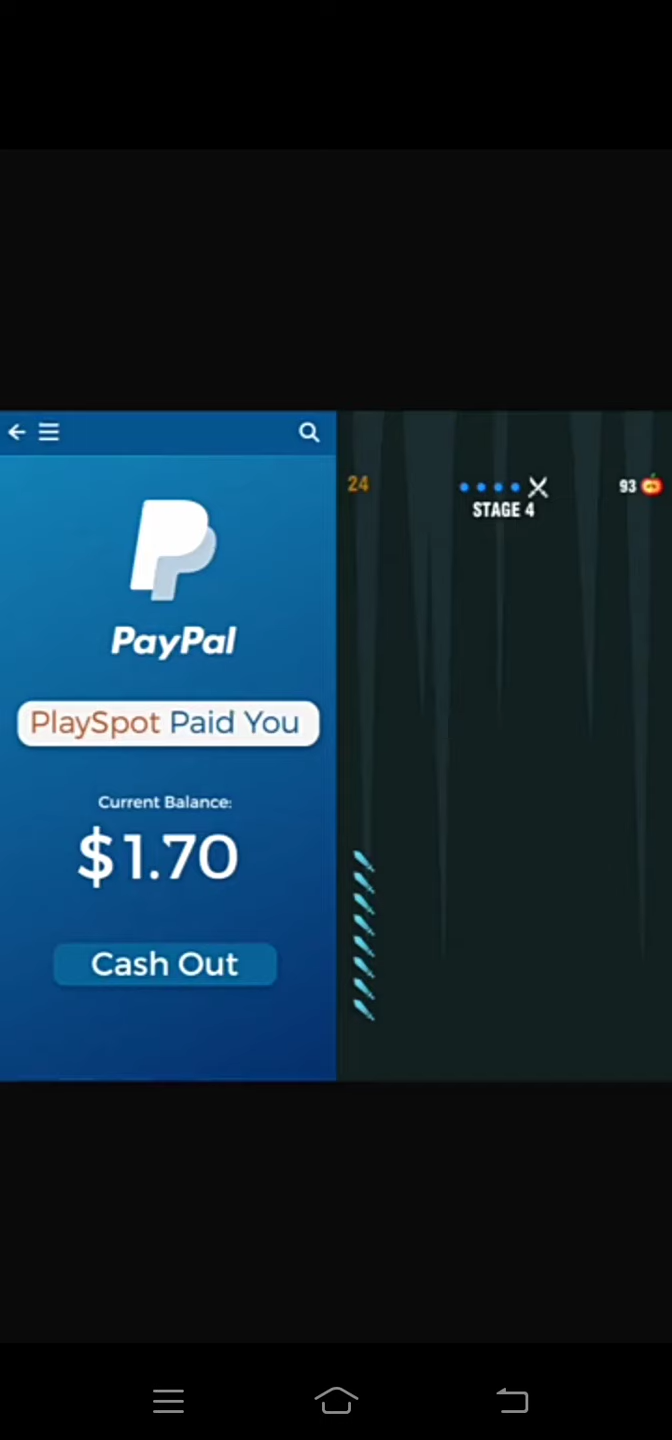 PayPal
PlaySpot Paid You
Current Balance:
$1.70
Cash Out
24
93
STAGE 4